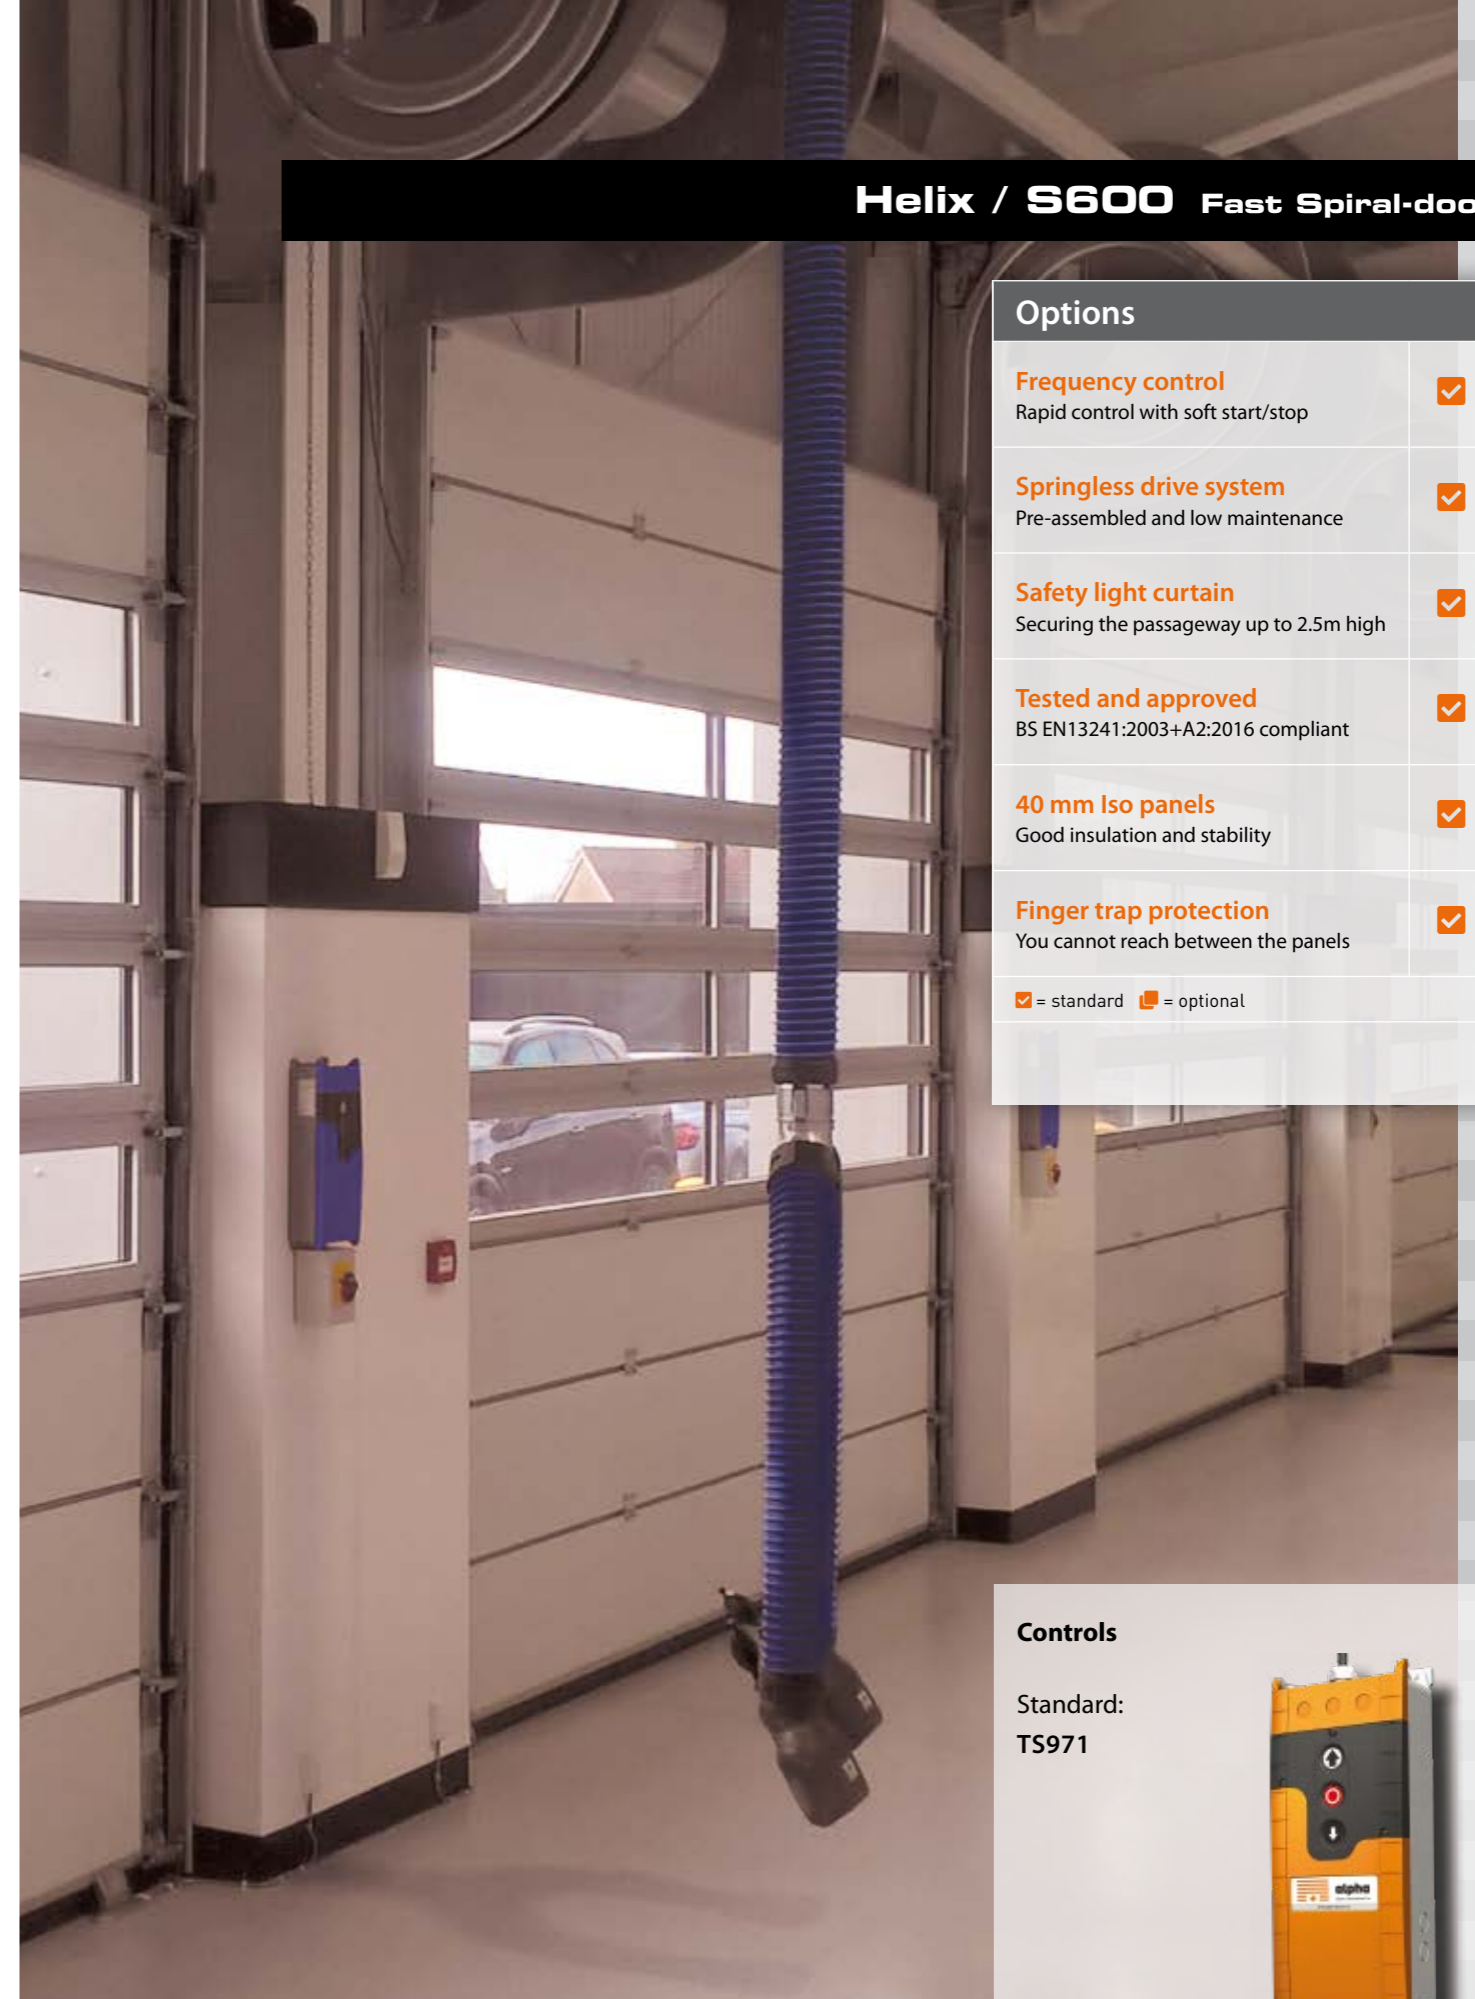 Helix / S600 Fast Spiral-doo
Options
Frequency control
Rapid control with soft start/stop
Springless drive system
Pre-assembled and low maintenance
Safety light curtain
Securing the passageway up to 2.5m high
Tested and approved
BS EN13241:2003+A2:2016 compliant
40 mm Iso panels
Good insulation and stability
Finger trap protection
You cannot reach between the panels
= standard = optional
Controls
Standard:
TS971
alpha